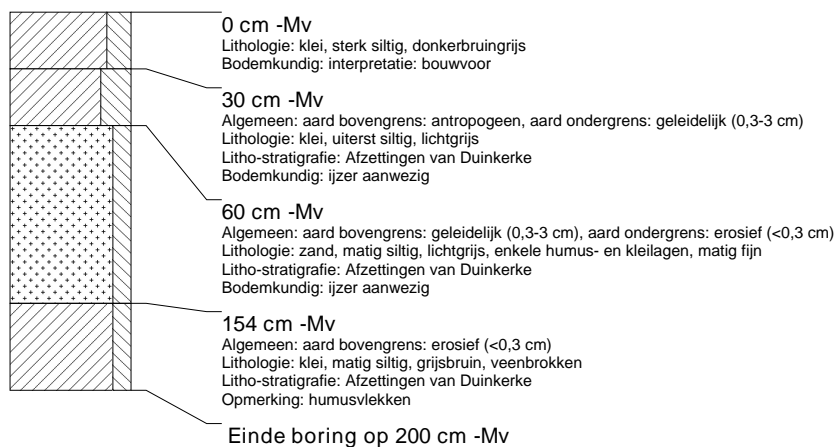 0 cm -Mv
Lithologie: klei, sterk siltig, donkerbruingrijs
Bodemkundig: interpretatie: bouwvoor
30 cm -Mv
Algemeen: aard bovengrens: antropogeen, aard ondergrens: geleidelijk (0,3-3 cm)
Lithologie: klei, uiterst siltig, lichtgrijs
Litho-stratigrafie: Afzettingen van Duinkerke
Bodemkundig: ijzer aanwezig
60 cm -Mv
Algemeen: aard bovengrens: geleidelijk (0,3-3 cm), aard ondergrens: erosief (<0,3 cm)
Lithologie: zand, matig siltig, lichtgrijs, enkele humus- en kleilagen, matig fijn
Litho-stratigrafie: Afzettingen van Duinkerke
Bodemkundig: ijzer aanwezig
154 cm -Mv
Algemeen: aard bovengrens: erosief (<0,3 cm)
Lithologie: klei, matig siltig, grijsbruin, veenbrokken
Litho-stratigrafie: Afzettingen van Duinkerke
Opmerking: humusvlekken
Einde boring op 200 cm -Mv